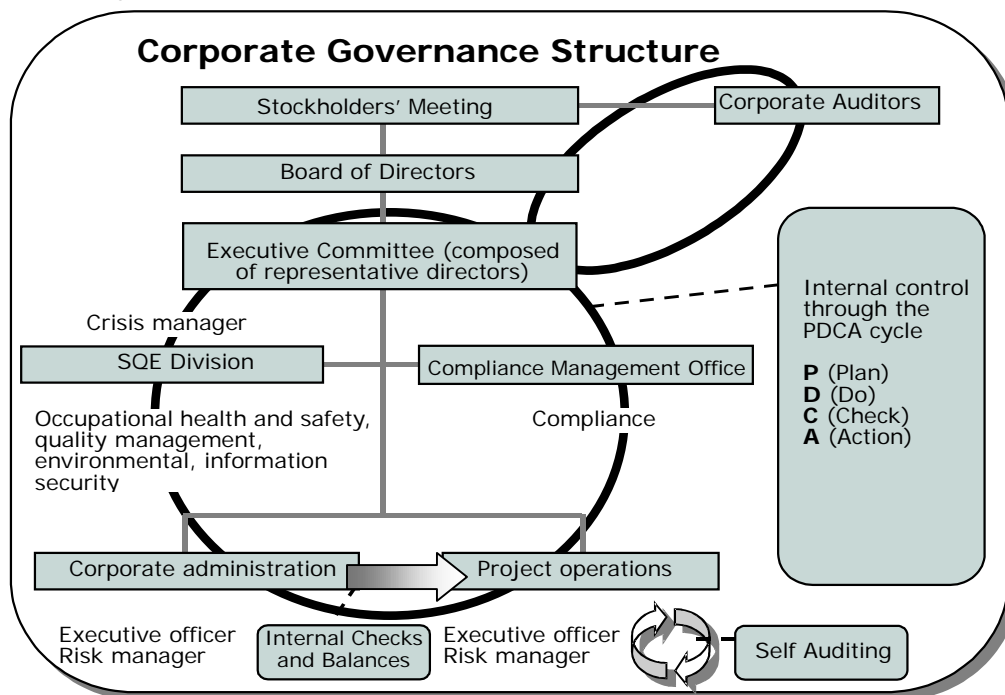 Corporate Governance Structure
Stockholders' Meeting
Corporate Auditors
Board of Directors
Executive Committee (composed
of representative directors)
Internal control
through the
PDCA cycle
P (Plan)
D (Do)
C (Check)
A (Action)
Crisis manager
SQE Division
Compliance Management Office
Occupational health and safety,
quality management,
environmental, information
security
Compliance
Corporate administration
Project operations
Executive officer
Risk manager
Internal Checks
and Balances
Executive officer
Risk manager
Self Auditing